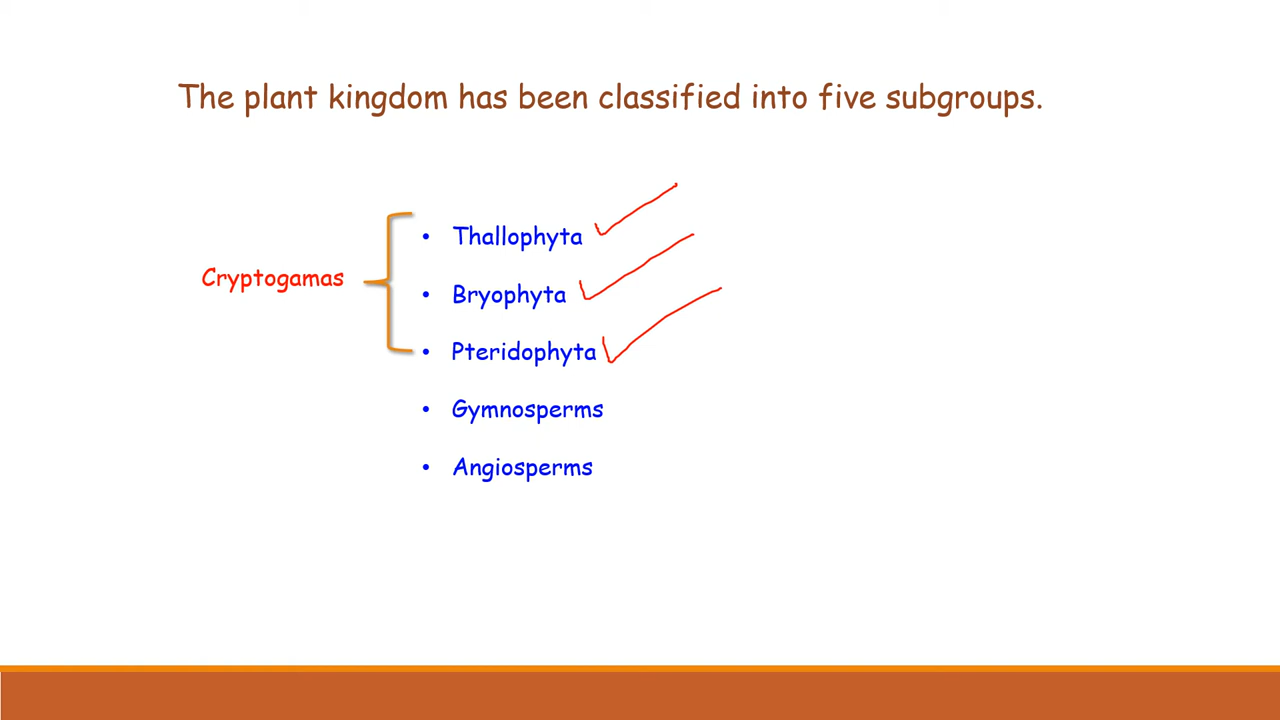 The plant kingdom has been classified into five subgroups.
Cryptogamas
• Thallophyta
• Bryophyta
• Pteridophyta
• Gymnosperms
• Angiosperms